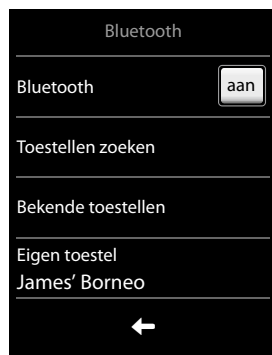 Bluetooth
Bluetooth aan
Toestellen zoeken
Bekende toestellen
Eigen toestel
James’ Borneo